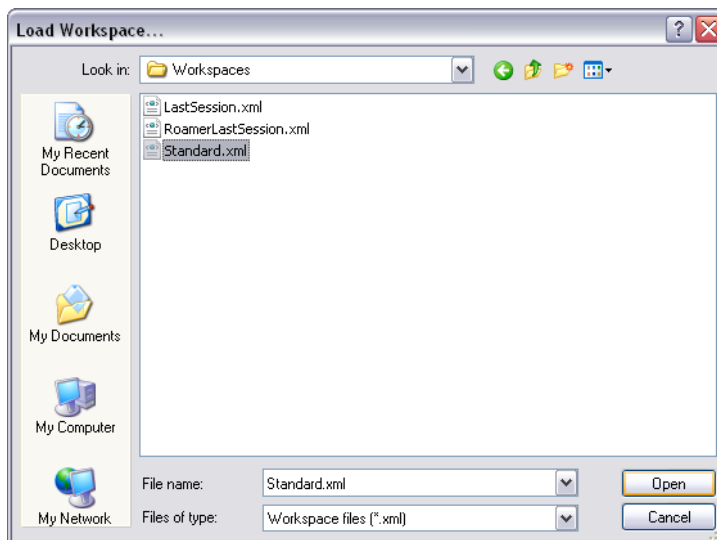 Load Workspace...
Look in: Workspaces
LastSession.xml
RoamerLastSession.xml
Standard.xml
My Recent
Documents
Desktop
My Documents
My Computer
My Network
File name: Standard.xml Open
Files of type: Workspace files (*.xml) Cancel